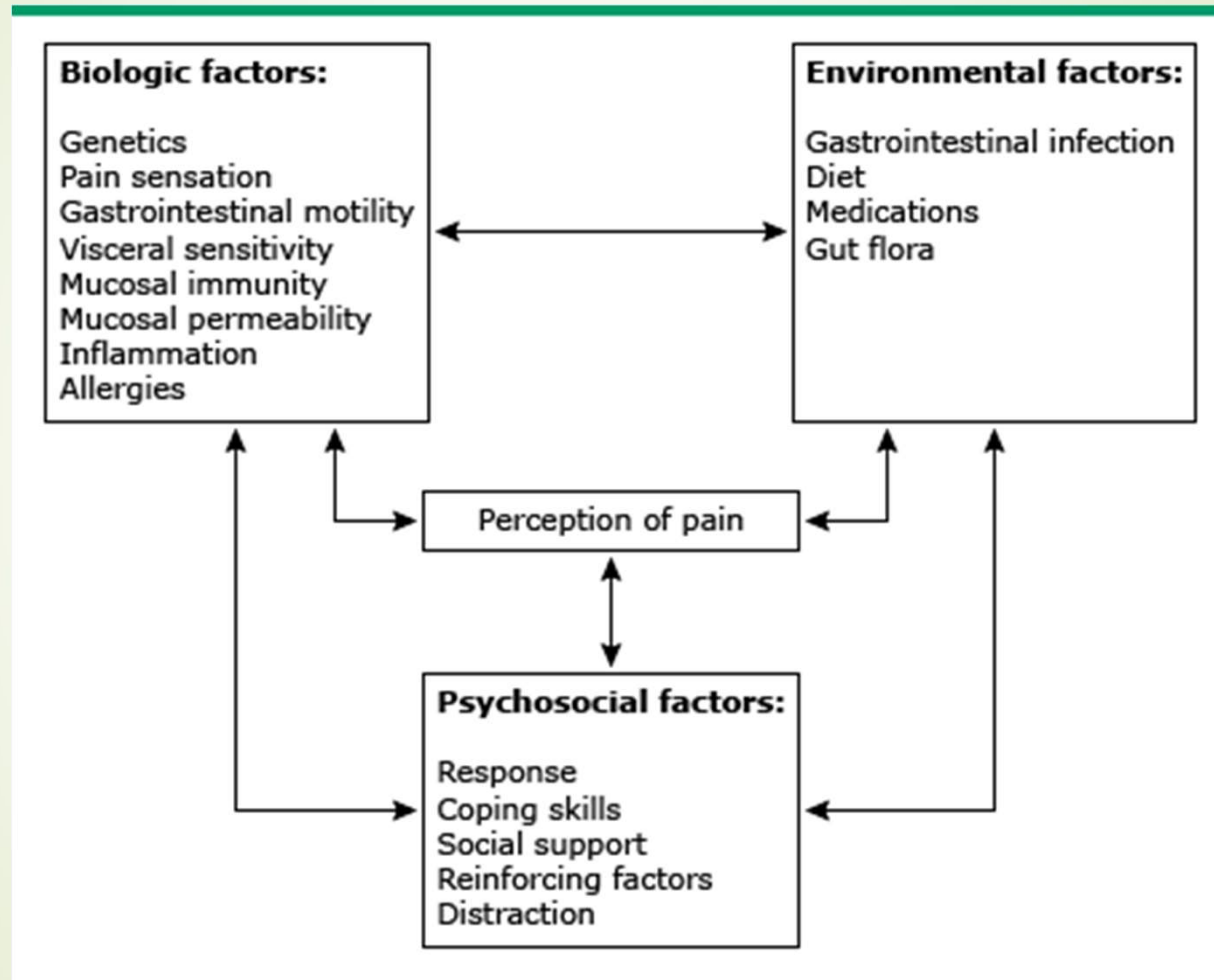 Biologic factors:
Genetics
Pain sensation
Gastrointestinal motility
Visceral sensitivity
Mucosal immunity
Mucosal permeability
Inflammation
Allergies
Environmental factors:
Gastrointestinal infection
Diet
Medications
Gut flora
Perception of pain
Psychosocial factors:
Response
Coping skills
Social support
Reinforcing factors
Distraction